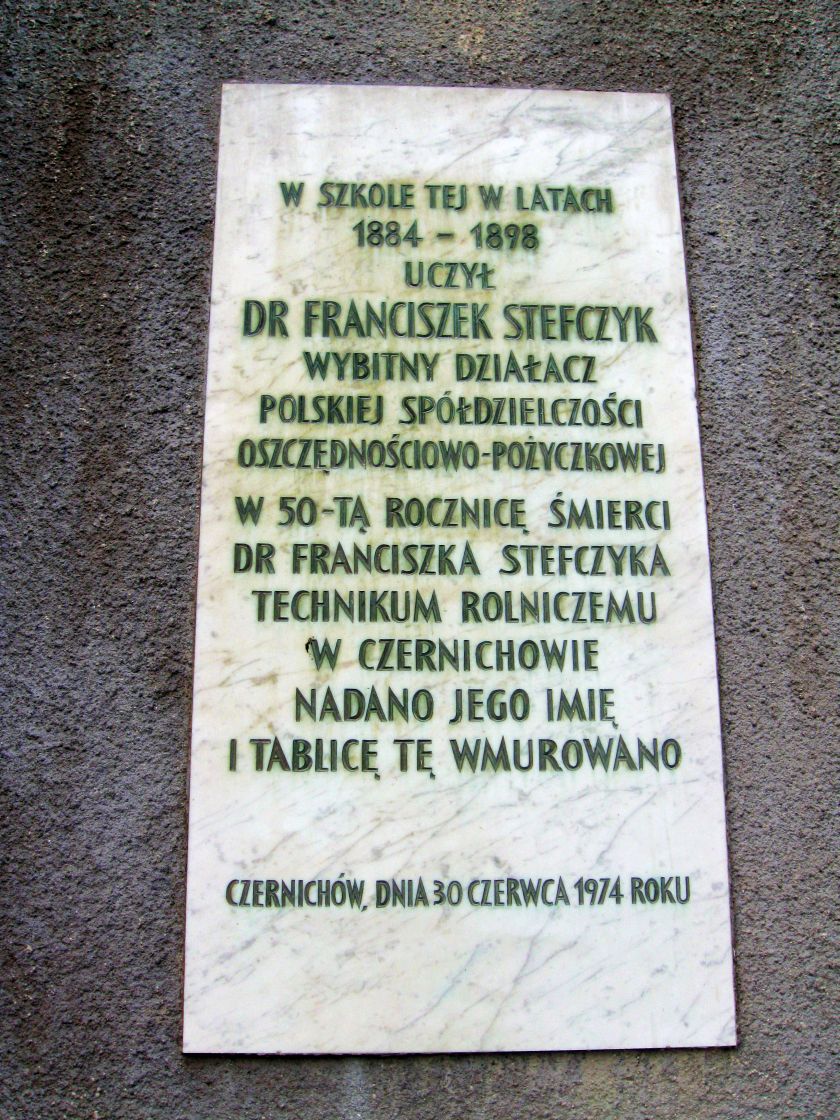 W SZKOLE TEJ W LATACH
1884 – 1898
UCZYŁ
DR FRANCISZEK STEFCZYK
WYBITNY DZIAŁACZ
POLSKIEJ SPÓŁDZIELCZOŚCI
OSZCZĘDNOŚCIOWO-POŻYCZKOWEJ
W 50-TĄ ROCZNICĘ ŚMIERCI
DR FRANCISZKA STEFCZYKA
TECHNIKUM ROLNICZEMU
W CZERNICHOWIE
NADANO JEGO IMIĘ
I TABLICĘ TĘ WMUROWANO
CZERNICHÓW, DNIA 30 CZERWCA 1974 ROKU